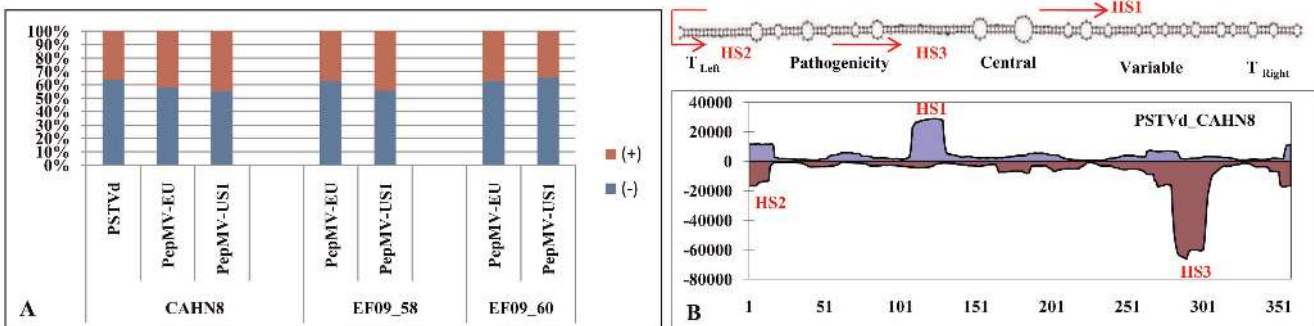 100%
90%
80%
70%
60%
50%
40%
30%
20%
10%
0%
PSTVd
PepMV-EU
PepMV-US1
PepMV-EU
PepMV-US1
PepMV-EU
PepMV-US1
CAHN8
EF09_58
EF09_60
(+)
(-)
A
HS1
HS2
HS3
T Left
Pathogenicity
Central
Variable
T Right
40000
20000
0
-20000
-40000
-60000
-80000
HS1
PSTVd_CAHN8
HS2
HS3
B
1 51 101 151 201 251 301 351